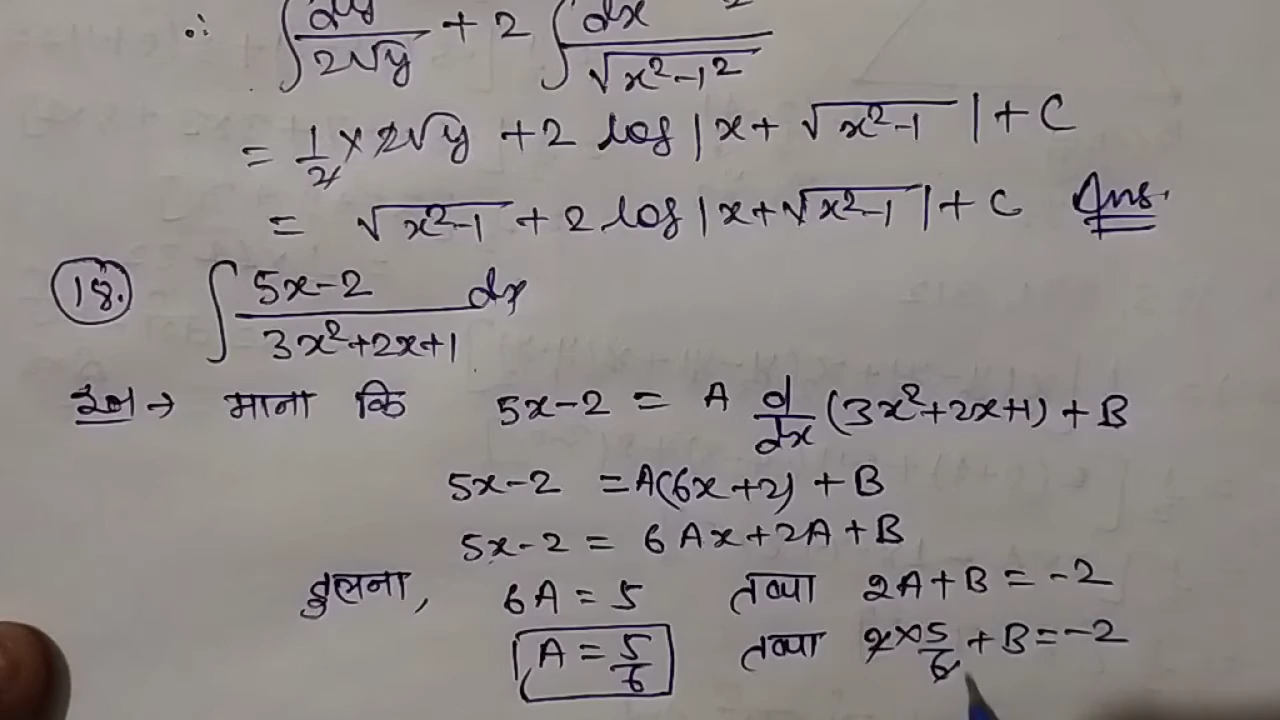 ∴ ∫ dy/2√y + 2 ∫ dx/√x²-1²
= 1/2 × 2√y + 2 log |x + √x²-1 | + C
= √x²-1 + 2 log |x + √x²-1 | + C Ans.
18. ∫ 5x-2/3x²+2x+1 dx
हल → माना कि 5x-2 = A d/dx (3x²+2x+1) + B
5x-2 = A(6x+2) + B
5x-2 = 6Ax+2A+B
तुलना, 6A = 5 तथा 2A+B = -2
A = 5/6 तथा 2×5/6 + B = -2